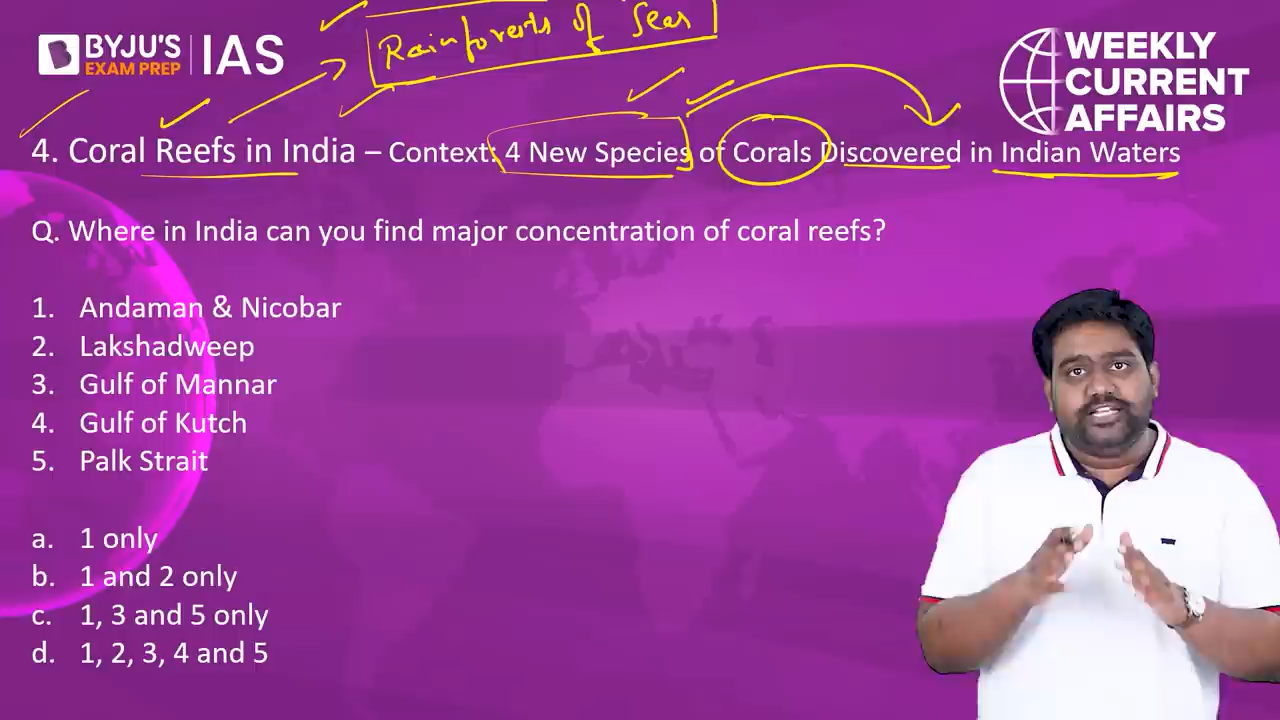 Rainforests of Seas
BYJU'S
EXAM PREP
IAS
WEEKLY
CURRENT
AFFAIRS
4. Coral Reefs in India – Context: 4 New Species of Corals Discovered in Indian Waters
Q. Where in India can you find major concentration of coral reefs?
1. Andaman & Nicobar
2. Lakshadweep
3. Gulf of Mannar
4. Gulf of Kutch
5. Palk Strait
a. 1 only
b. 1 and 2 only
c. 1, 3 and 5 only
d. 1, 2, 3, 4 and 5